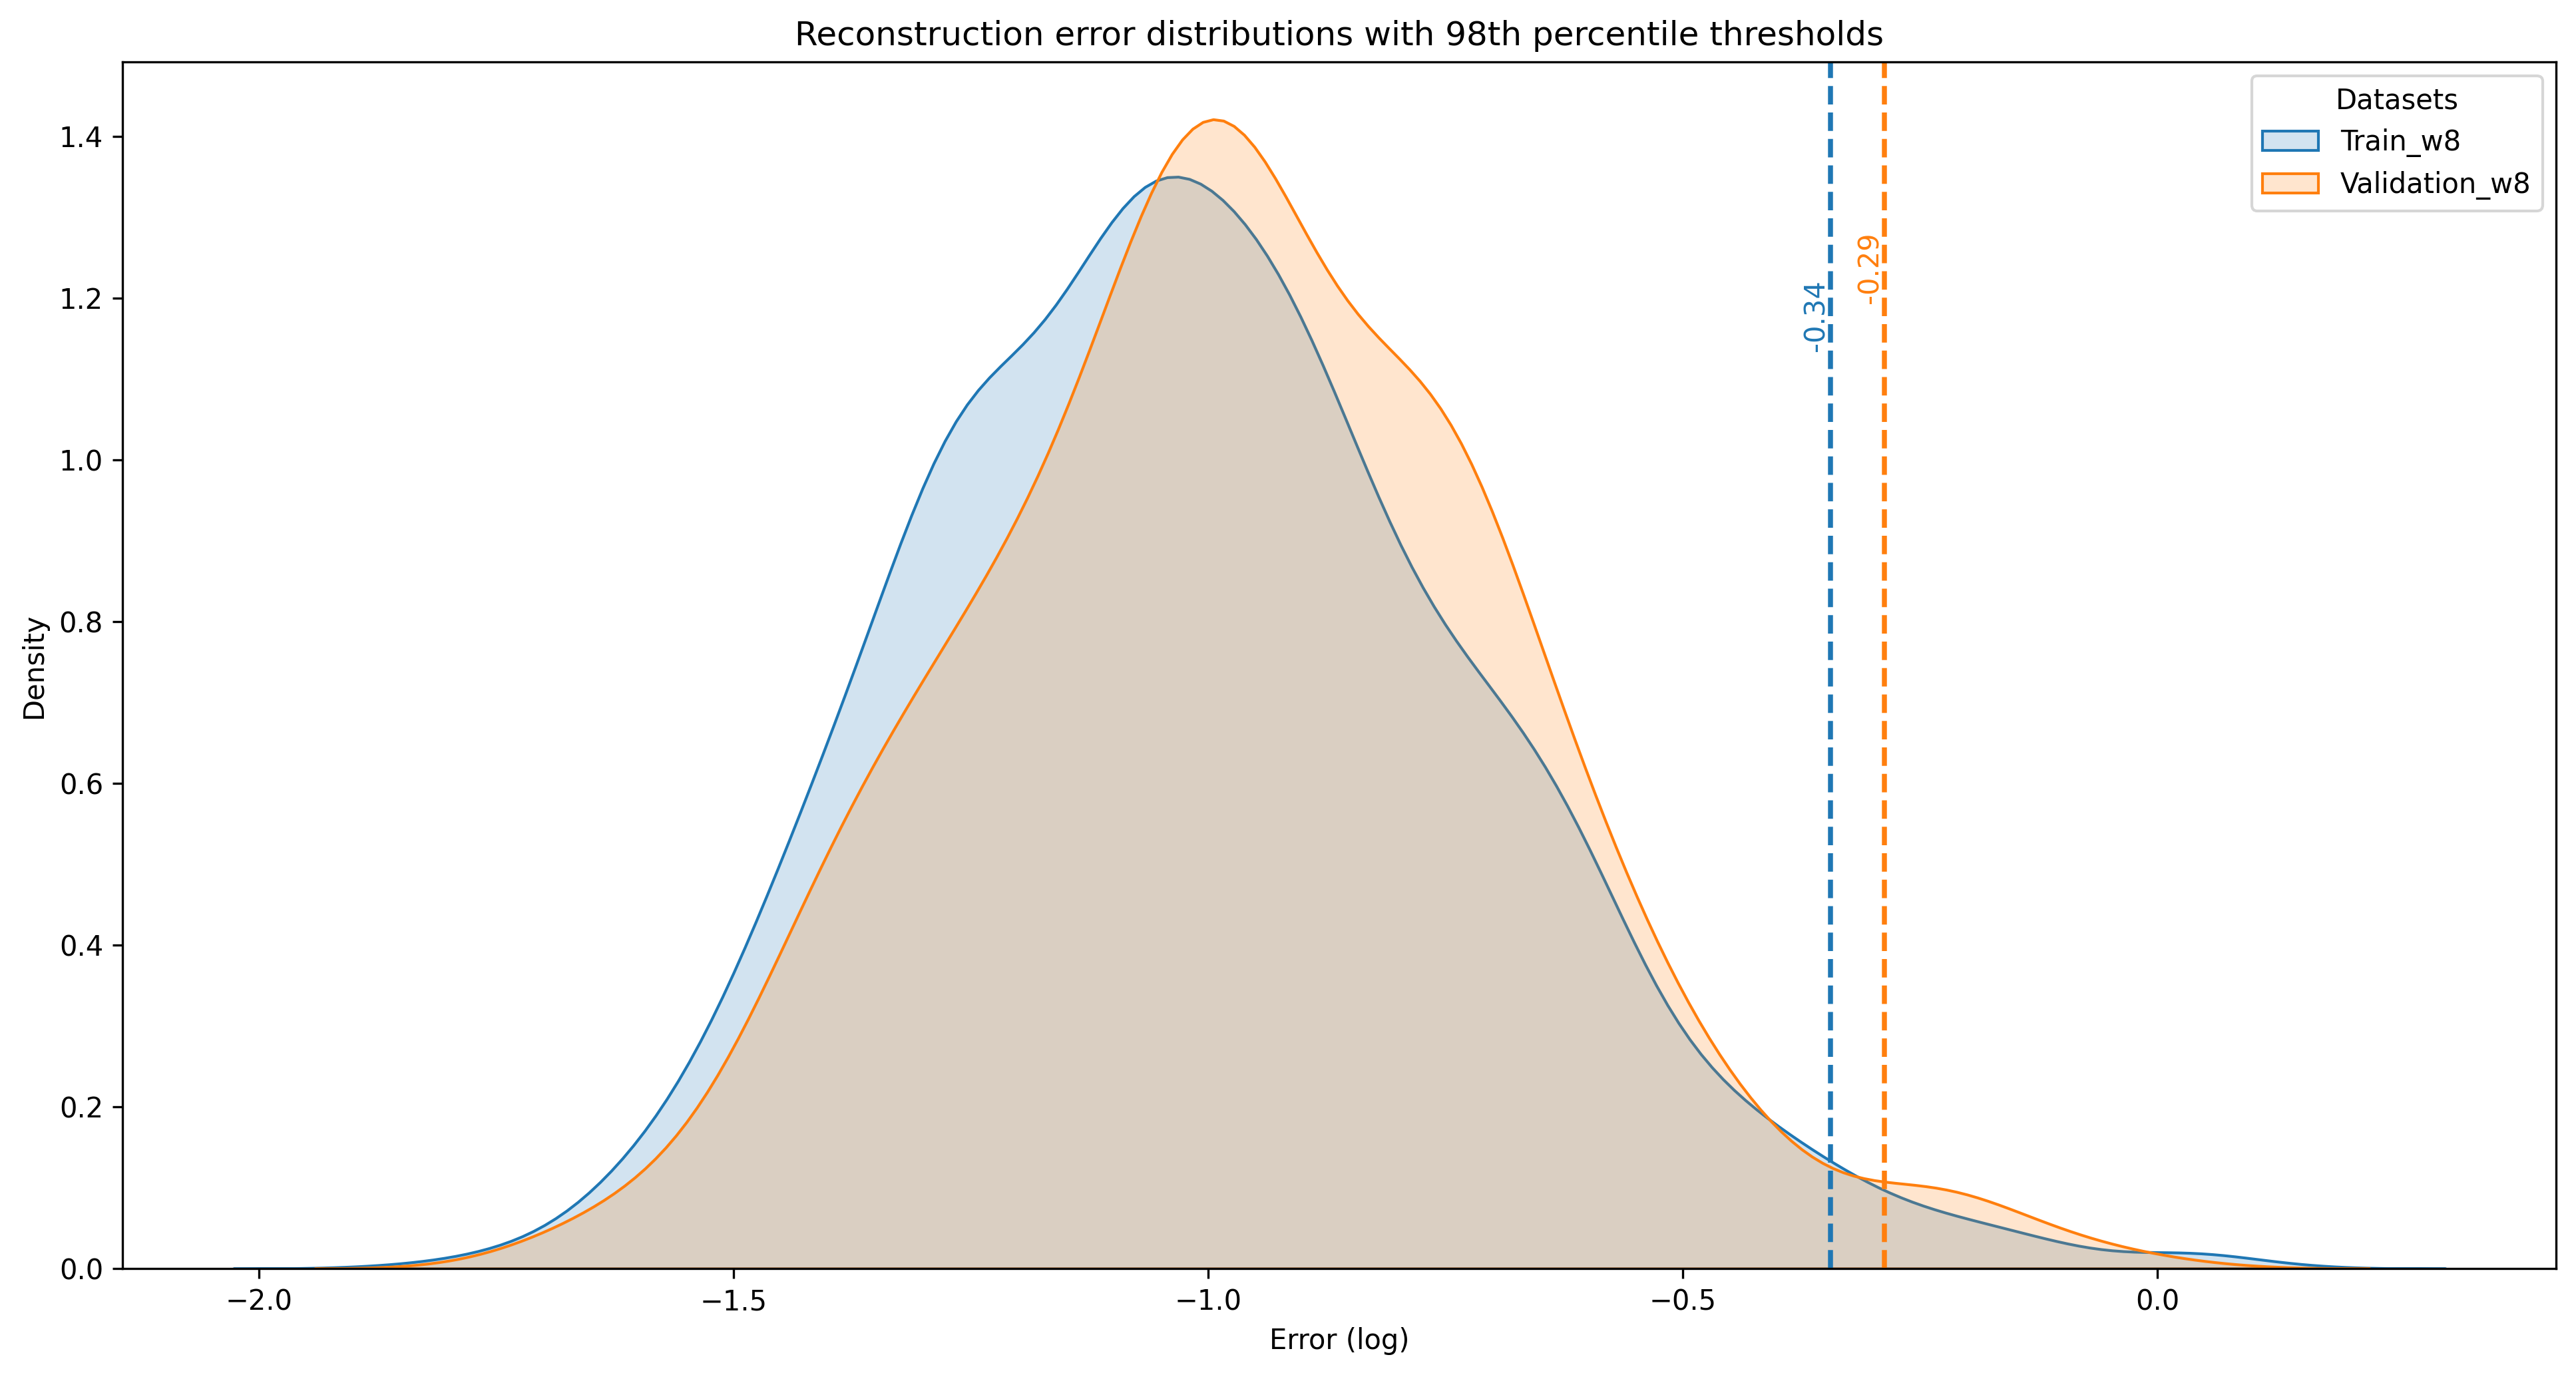 Reconstruction error distributions with 98th percentile thresholds
Datasets
Train_w8
Validation_w8
-0.34
-0.29
Density
1.4
1.2
1.0
0.8
0.6
0.4
0.2
0.0
−2.0
−1.5
−1.0
−0.5
0.0
Error (log)